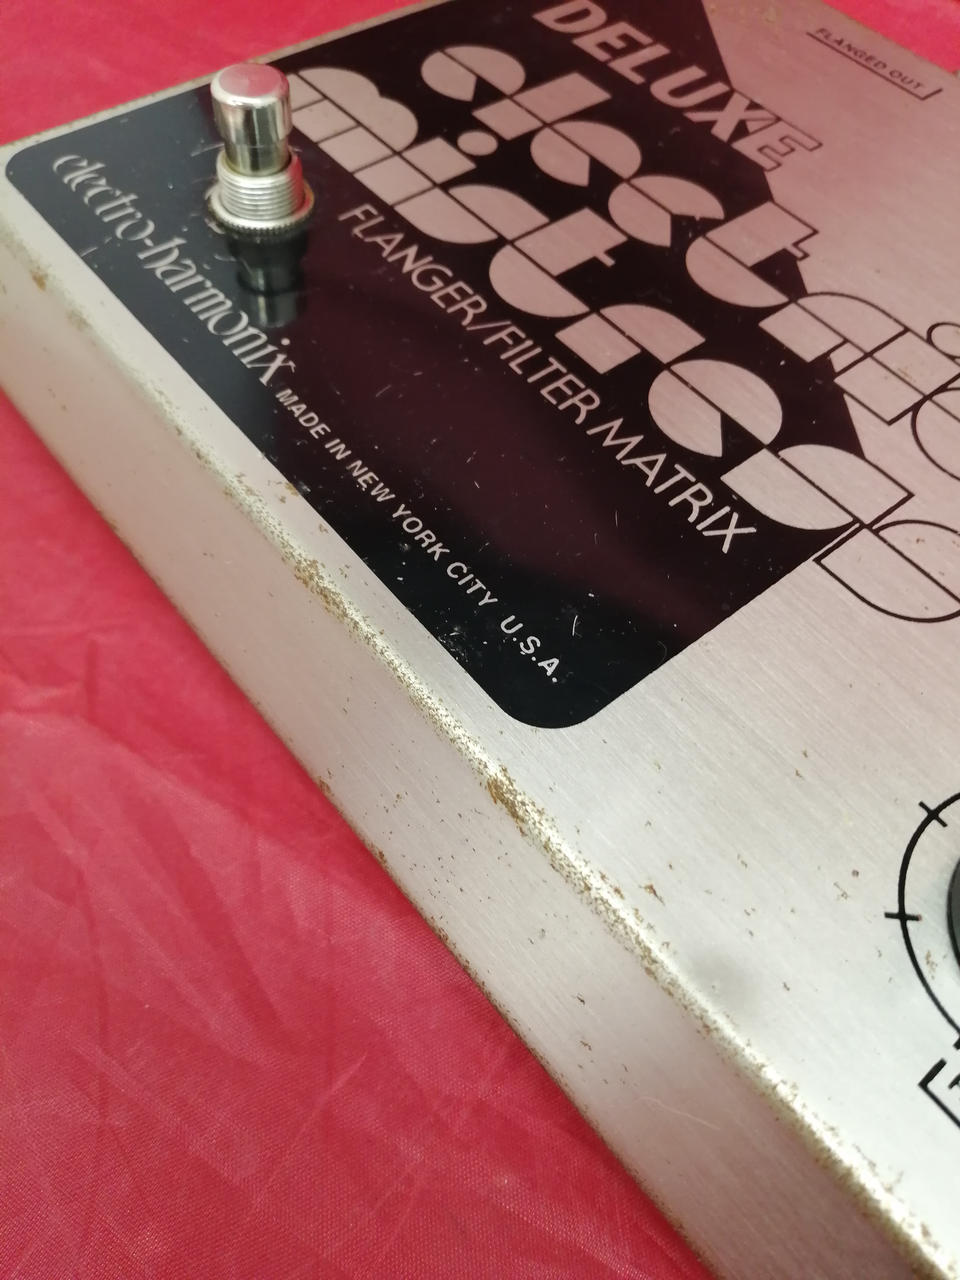 FLANGED OUT
DELUXE
electric
mistress
FLANGER/FILTER MATRIX
electro-harmonix MADE IN NEW YORK CITY U.S.A.